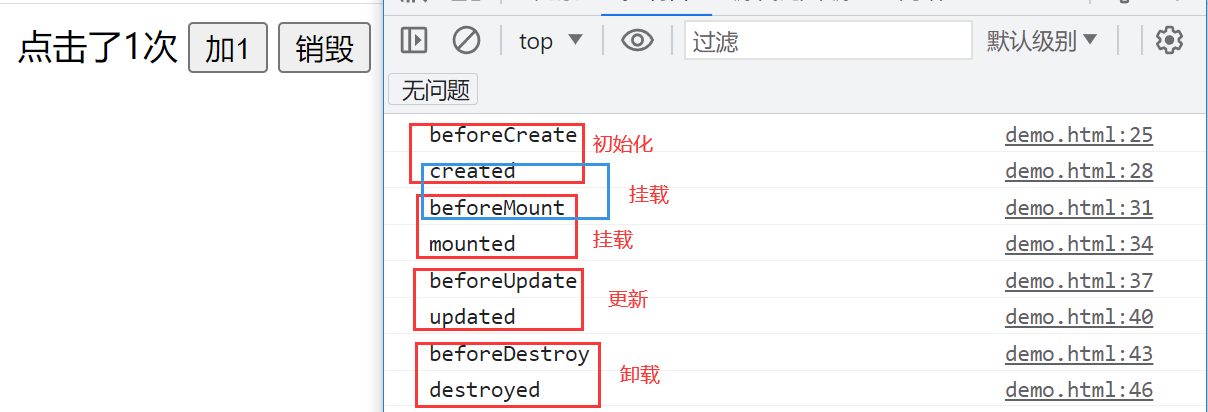 点击了1次 加1 销毁
top 过滤 默认级别
无问题
beforeCreate demo.html:25
初始化
created demo.html:28
挂载
beforeMount demo.html:31
mounted demo.html:34
挂载
beforeUpdate demo.html:37
更新
updated demo.html:40
beforeDestroy demo.html:43
卸载
destroyed demo.html:46